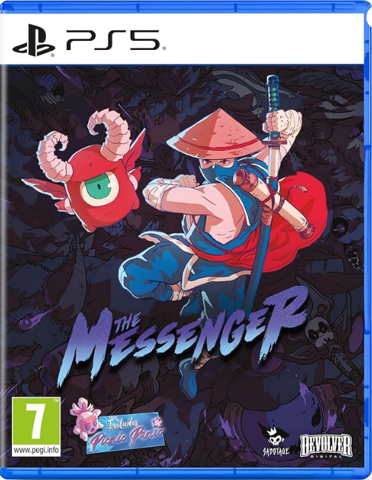 PS5
THE
MESSENGER
7
www.pegi.info
Includes
Picnic Panic
SABOTAGE
DEVOLVER
DIGITAL